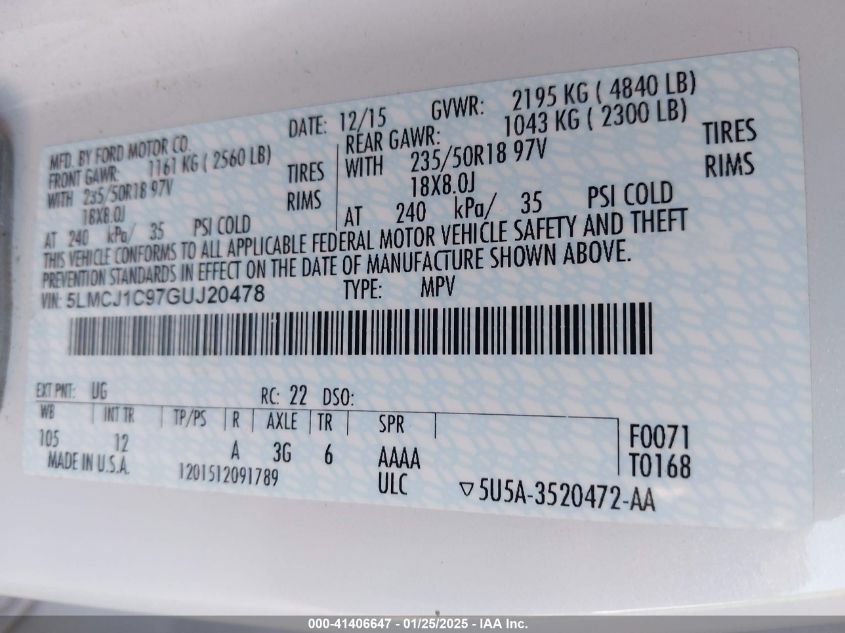 MFD. BY FORD MOTOR CO.
DATE: 12/15 GVWR: 2195 KG ( 4840 LB)
FRONT GAWR: 1161 KG ( 2560 LB)
WITH 235/50R18 97V TIRES
18X8.0J RIMS
AT 240 kPa/ 35 PSI COLD
REAR GAWR: 1043 KG ( 2300 LB)
WITH 235/50R18 97V TIRES
18X8.0J RIMS
AT 240 kPa/ 35 PSI COLD
THIS VEHICLE CONFORMS TO ALL APPLICABLE FEDERAL MOTOR VEHICLE SAFETY AND THEFT
PREVENTION STANDARDS IN EFFECT ON THE DATE OF MANUFACTURE SHOWN ABOVE.
VIN: 5LMCJ1C97GUJ20478 TYPE: MPV
EXT PNT: UG RC: 22 DSO:
WB INT TR TP/PS R AXLE TR SPR
105 12 A 3G 6 AAAA
F0071
T0168
MADE IN U.S.A. 1201512091789 ULC ▽5U5A-3520472-AA
000-41406647 - 01/25/2025 - IAA Inc.